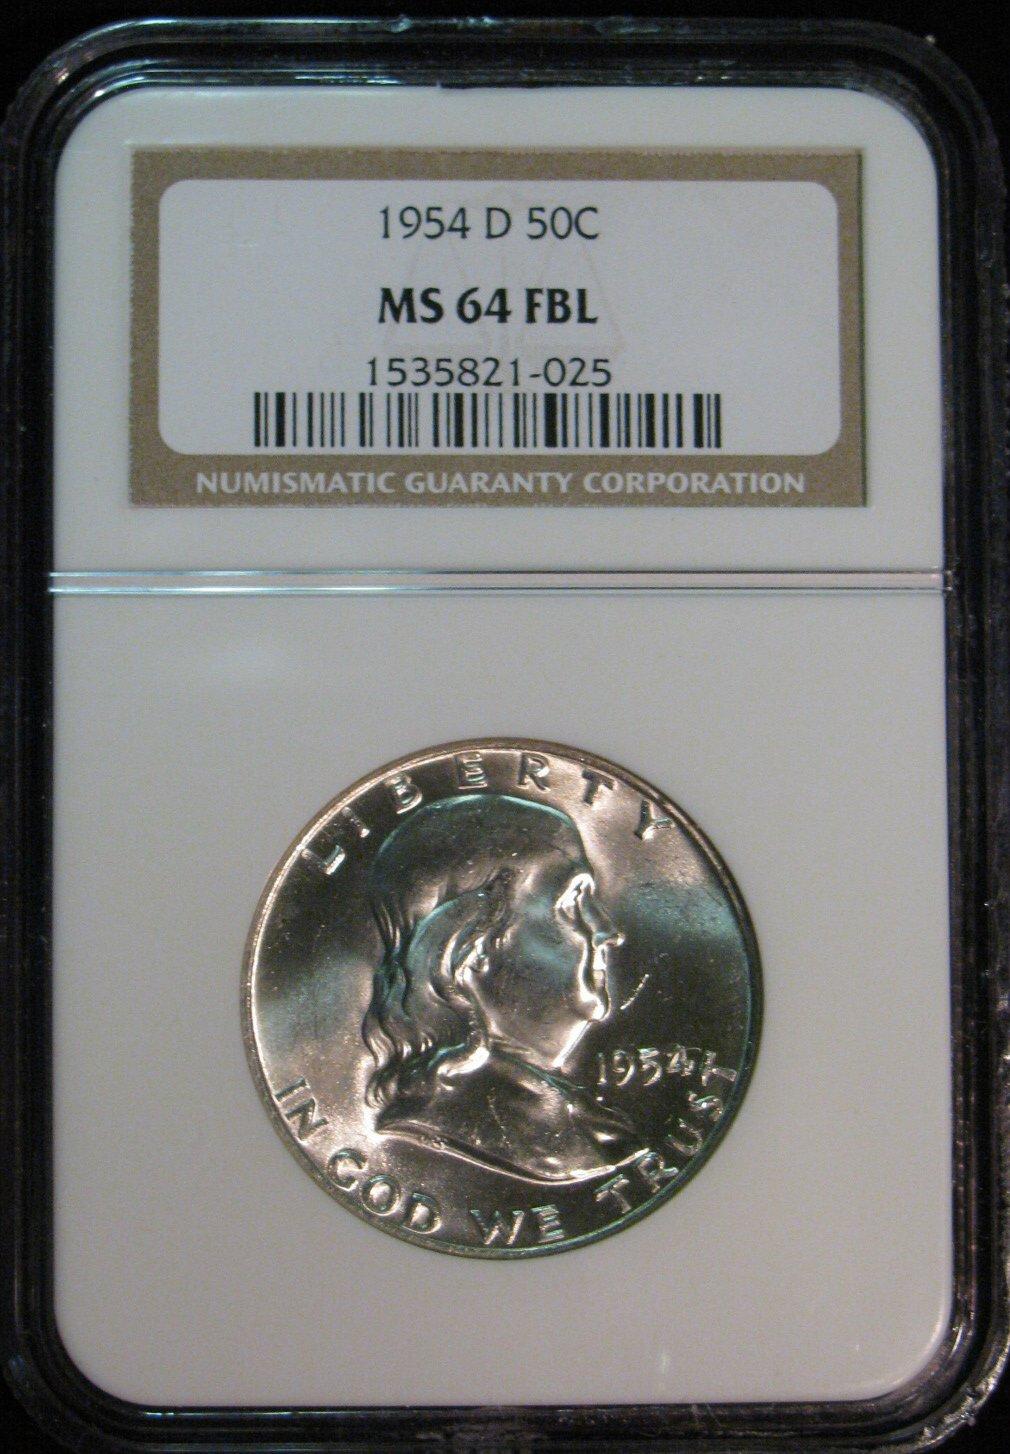 1954 D 50C
MS 64 FBL
1535821-025
NUMISMATIC GUARANTY CORPORATION
LIBERTY
1954
IN GOD WE TRUST